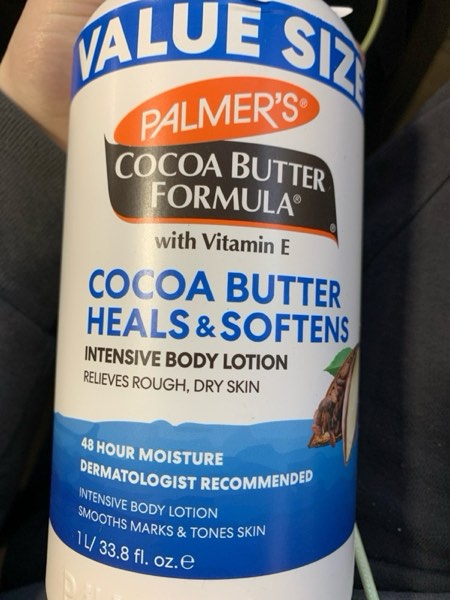 VALUE SIZE
PALMER'S®
COCOA BUTTER
FORMULA®
with Vitamin E
COCOA BUTTER
HEALS & SOFTENS
INTENSIVE BODY LOTION
RELIEVES ROUGH, DRY SKIN
48 HOUR MOISTURE
DERMATOLOGIST RECOMMENDED
INTENSIVE BODY LOTION
SMOOTHS MARKS & TONES SKIN
1 L/ 33.8 fl. oz.℮